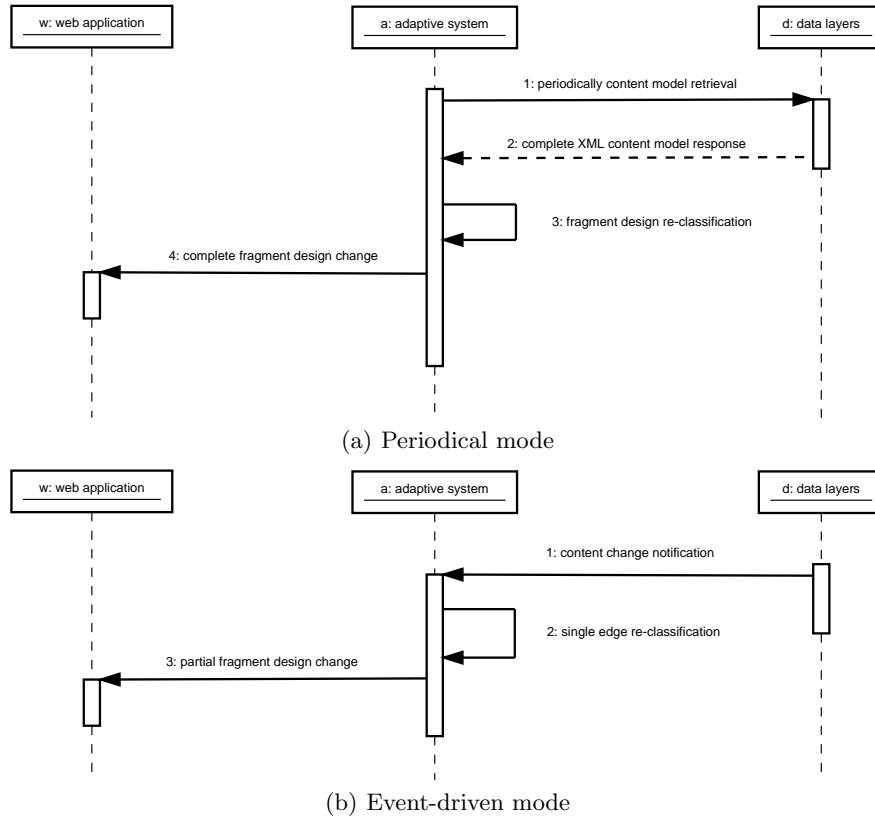 w: web application
a: adaptive system
d: data layers
1: periodically content model retrieval
2: complete XML content model response
3: fragment design re-classification
4: complete fragment design change
(a) Periodical mode
w: web application
a: adaptive system
d: data layers
1: content change notification
2: single edge re-classification
3: partial fragment design change
(b) Event-driven mode